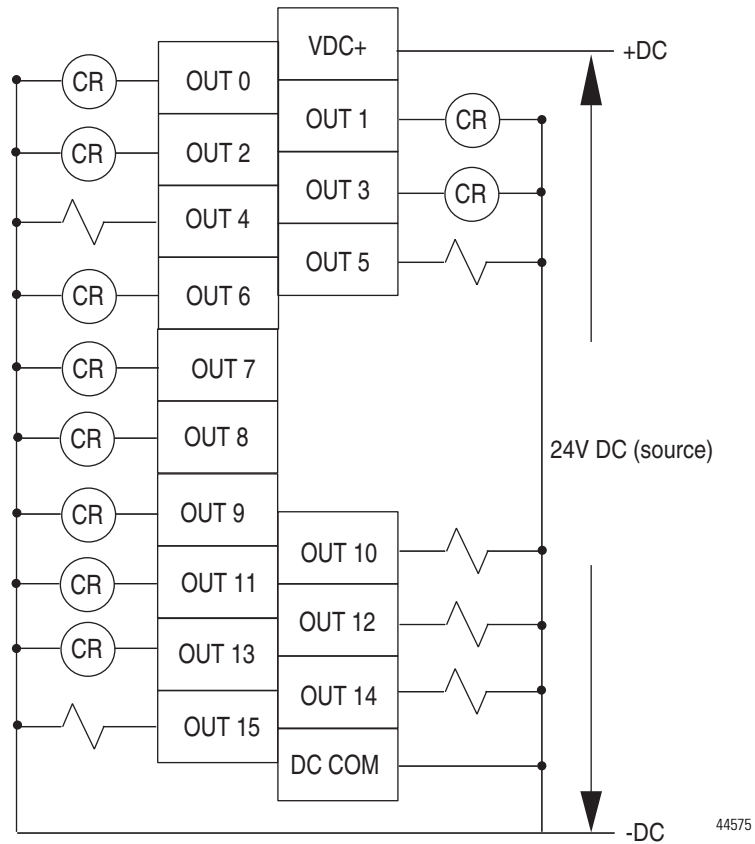 VDC+
+DC
CR
OUT 0
OUT 1
CR
CR
OUT 2
OUT 3
CR
OUT 4
OUT 5
CR
OUT 6
CR
OUT 7
CR
OUT 8
24V DC (source)
CR
OUT 9
OUT 10
CR
OUT 11
OUT 12
CR
OUT 13
OUT 14
OUT 15
DC COM
-DC
44575